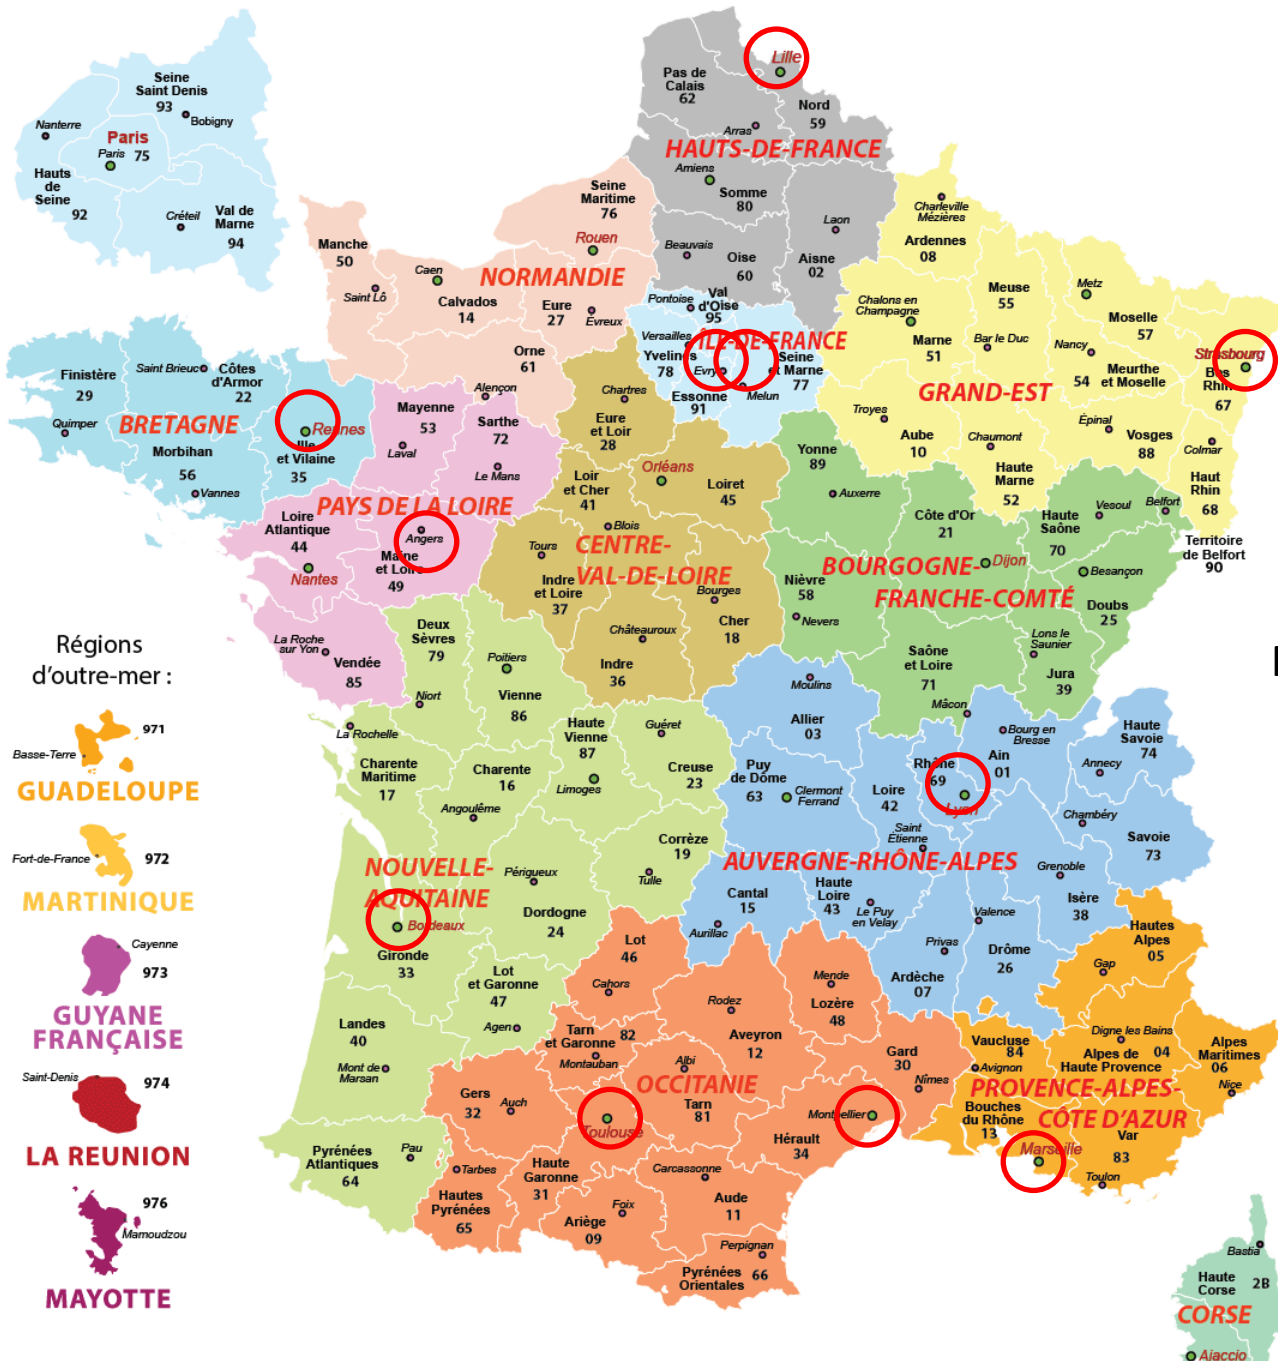 Seine
Saint Denis
93
Bobigny
Nanterre
Paris
Paris 75
Hauts
de
Seine
92
Créteil
Val de
Marne
94
Lille
Pas de
Calais
62
Nord
59
Arras
HAUTS-DE-FRANCE
Amiens
Somme
80
Laon
Beauvais
Oise
60
Aisne
02
Seine
Maritime
76
Rouen
Manche
50
Caen
NORMANDIE
Saint Lô
Calvados
14
Eure
27
Evreux
Orne
61
Alençon
Pontoise
Val
d'Oise
95
Versailles
ÎLE-DE-FRANCE
Yvelines
78
Evry
Seine
et Marne
77
Essonne
91
Melun
Charleville
Mézières
Ardennes
08
Meuse
55
Metz
Chalons en
Champagne
Moselle
57
Marne
51
Bar le Duc
Nancy
Strasbourg
54
Meurthe
et Moselle
Bas
Rhin
67
GRAND-EST
Troyes
Aube
10
Chaumont
Épinal
Vosges
88
Colmar
Haute
Marne
52
Haut
Rhin
68
Finistère
29
Saint Brieuc
Côtes
d'Armor
22
Quimper
BRETAGNE
Rennes
Morbihan
56
Ille
et Vilaine
35
Vannes
Mayenne
53
Sarthe
72
Laval
Le Mans
PAYS DE LA LOIRE
Loire
Atlantique
44
Angers
Maine
et Loire
49
Nantes
La Roche
sur Yon
Vendée
85
Chartres
Eure
et Loir
28
Orléans
Loir
et Cher
41
Loiret
45
Blois
Tours
CENTRE-
VAL-DE-LOIRE
Indre
et Loire
37
Bourges
Châteauroux
Cher
18
Indre
36
Yonne
89
Auxerre
Côte d'Or
21
Haute
Saône
70
Vesoul
Belfort
Territoire
de Belfort
90
Dijon
BOURGOGNE-
FRANCHE-COMTÉ
Besançon
Nièvre
58
Nevers
Doubs
25
Saône
et Loire
71
Lons le
Saunier
Jura
39
Mâcon
Deux
Sèvres
79
Poitiers
Vienne
86
Niort
La Rochelle
Haute
Vienne
87
Guéret
Charente
Maritime
17
Charente
16
Limoges
Creuse
23
Angoulême
Corrèze
19
NOUVELLE-
AQUITAINE
Périgueux
Tulle
Bordeaux
Dordogne
24
Gironde
33
Lot
et Garonne
47
Agen
Landes
40
Mont de
Marsan
Pyrénées
Atlantiques
64
Pau
Moulins
Allier
03
Bourg en
Bresse
Haute
Savoie
74
Puy
de Dôme
63
Clermont
Ferrand
Rhône
69
Ain
01
Annecy
Loire
42
Lyon
Saint
Étienne
Chambéry
Savoie
73
AUVERGNE-RHÔNE-ALPES
Grenoble
Cantal
15
Haute
Loire
43
Le Puy
en Velay
Isère
38
Aurillac
Valence
Privas
Drôme
26
Ardèche
07
Lot
46
Cahors
Mende
Lozère
48
Rodez
Aveyron
12
Tarn
et Garonne
82
Montauban
Albi
Gard
30
Nîmes
Gers
32
Auch
OCCITANIE
Tarn
81
Toulouse
Montpellier
Hérault
34
Tarbes
Haute
Garonne
31
Carcassonne
Hautes
Pyrénées
65
Foix
Ariège
09
Aude
11
Perpignan
Pyrénées
Orientales
66
Hautes
Alpes
05
Gap
Vaucluse
84
Avignon
Digne les Bains
Alpes de
Haute Provence
04
Alpes
Maritimes
06
Nice
PROVENCE-ALPES-
CÔTE D'AZUR
Bouches
du Rhône
13
Marseille
Var
83
Toulon
Bastia
Haute
Corse
2B
CORSE
Ajaccio
Régions
d'outre-mer :
971
Basse-Terre
GUADELOUPE
Fort-de-France
972
MARTINIQUE
Cayenne
973
GUYANE
FRANÇAISE
Saint-Denis
974
LA REUNION
976
Mamoudzou
MAYOTTE